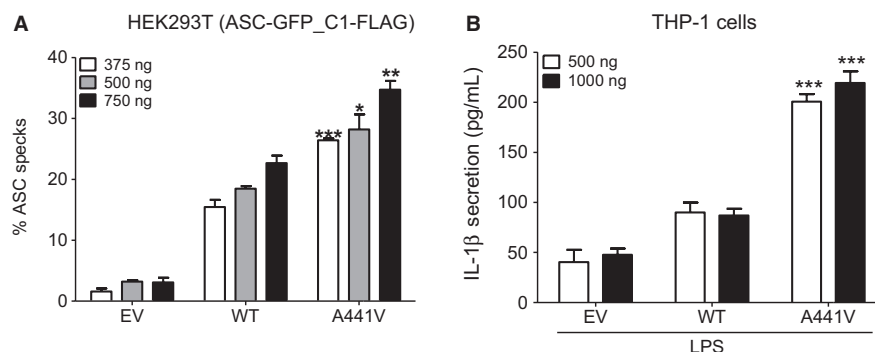 A
HEK293T (ASC-GFP_C1-FLAG)
% ASC specks
40
30
20
10
0
375 ng
500 ng
750 ng
***
*
**
EV
WT
A441V
B
THP-1 cells
IL-1β secretion (pg/mL)
250
200
150
100
50
0
500 ng
1000 ng
***
***
EV
WT
A441V
LPS